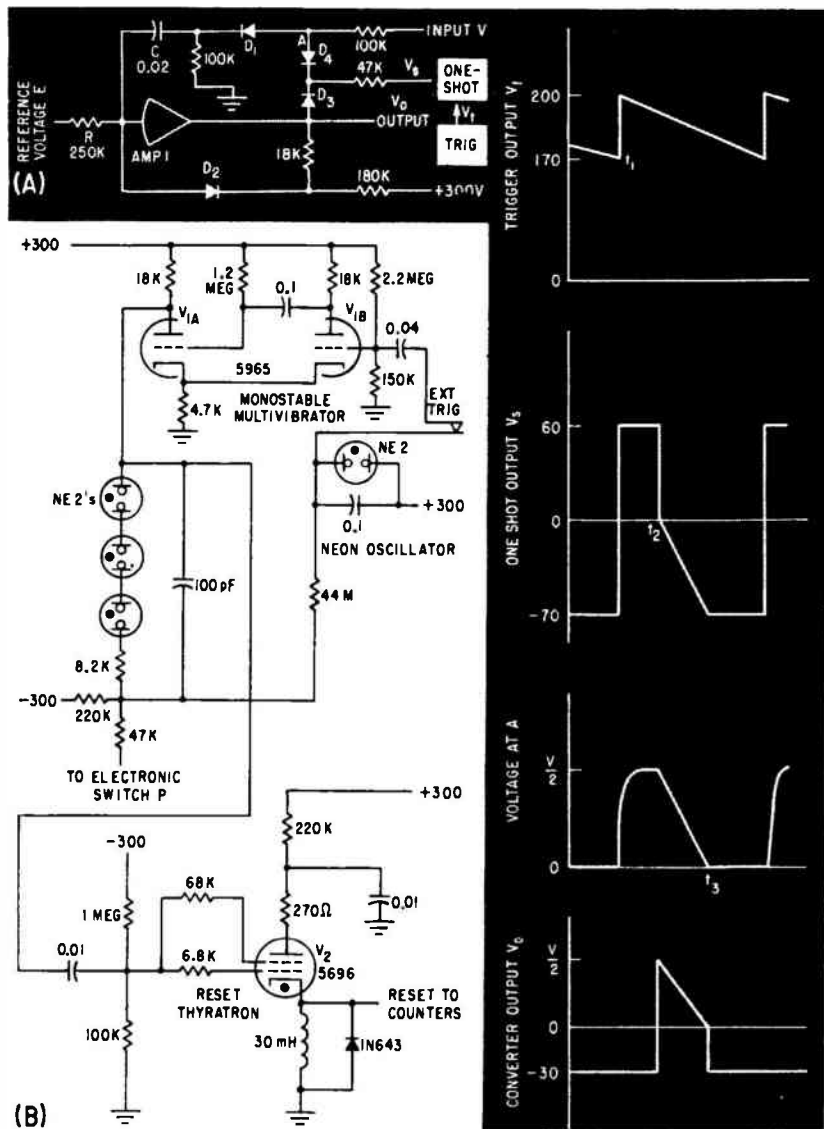 C
0.02
100K
D1
A
D4
100K
INPUT V
47K
Vs
ONE-SHOT
D3
V0
OUTPUT
Vt
TRIG
REFERENCE
VOLTAGE E
R
250K
AMP 1
18K
D2
180K
+300V
(A)
+300
18K
1.2
MEG
0.1
18K
2.2MEG
V1A
V1B
0.04
5965
150K
MONOSTABLE
MULTIVIBRATOR
4.7K
EXT
TRIG
NE 2
NE2's
0.1
+300
NEON OSCILLATOR
100pF
44M
8.2K
-300
220K
47K
TO ELECTRONIC
SWITCH P
+300
-300
220K
68K
1 MEG
270Ω
0.01
0.01
6.8K
V2
5696
RESET
THYRATRON
RESET TO
COUNTERS
100K
30mH
IN643
(B)
TRIGGER OUTPUT Vt
200
170
0
t1
ONE SHOT OUTPUT Vs
60
0
-70
t2
VOLTAGE AT A
V/2
0
t3
CONVERTER OUTPUT V0
V/2
0
-30